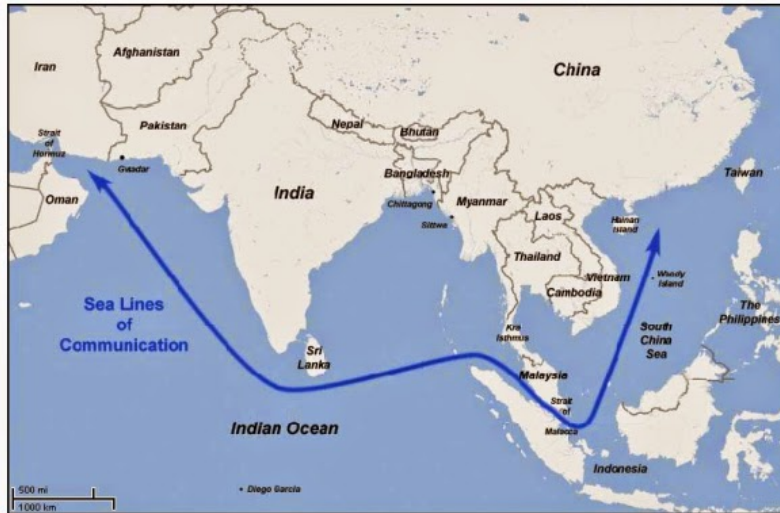 Iran
Afghanistan
China
Strait
of
Hormuz
Pakistan
Nepal
Bhutan
Gwadar
Bangladesh
Taiwan
Oman
India
Chittagong
Myanmar
Sittwe
Laos
Hainan
Island
Thailand
Vietnam
Cambodia
Woody
Island
The
Philippines
Sea Lines
of
Communication
Kra
Isthmus
South
China
Sea
Sri
Lanka
Malaysia
Strait
of
Malacca
Indian Ocean
Indonesia
Diego Garcia
500 mi
1000 km